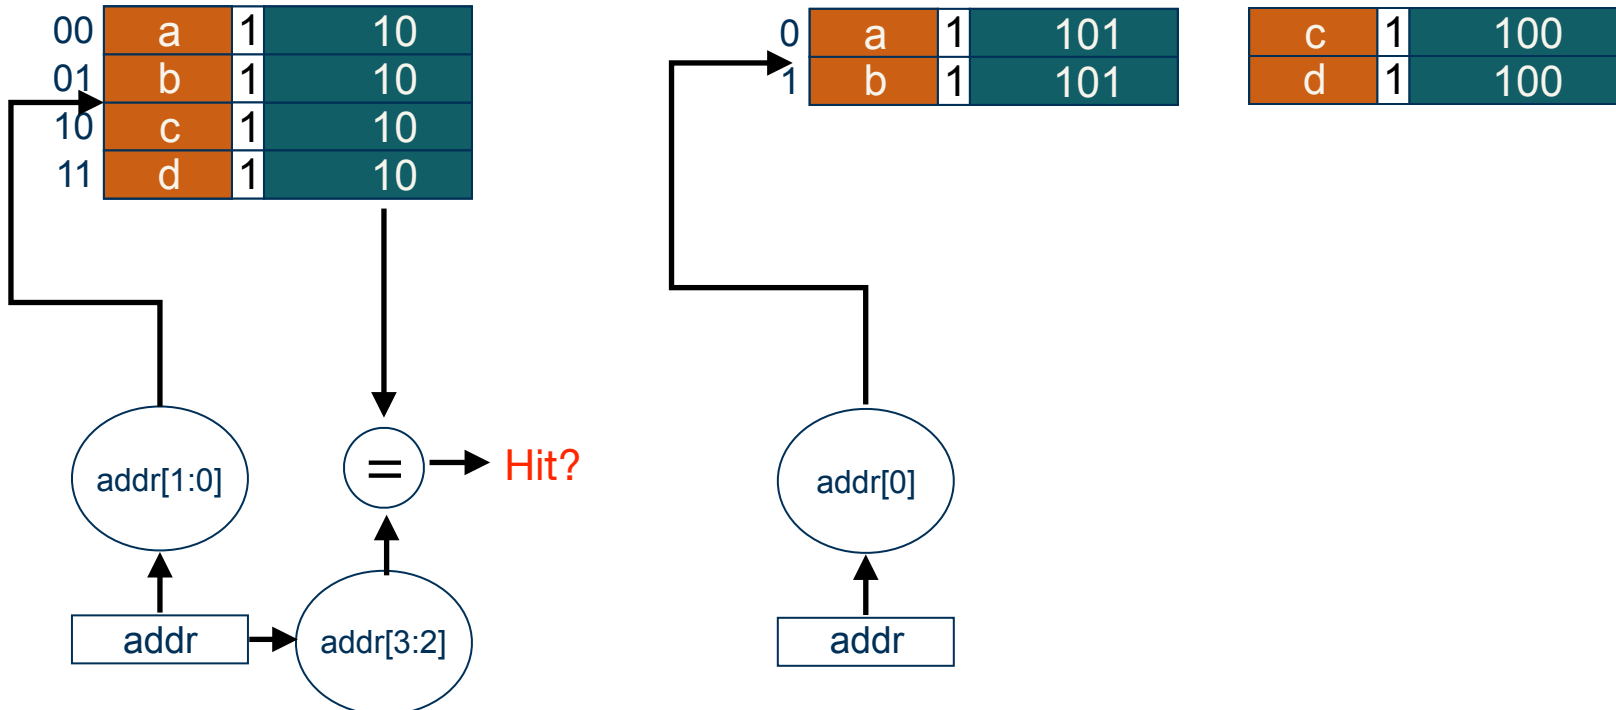 00 a 1 10
01 b 1 10
10 c 1 10
11 d 1 10
addr[1:0]
=
Hit?
addr
addr[3:2]
0 a 1 101
1 b 1 101
c 1 100
d 1 100
addr[0]
addr